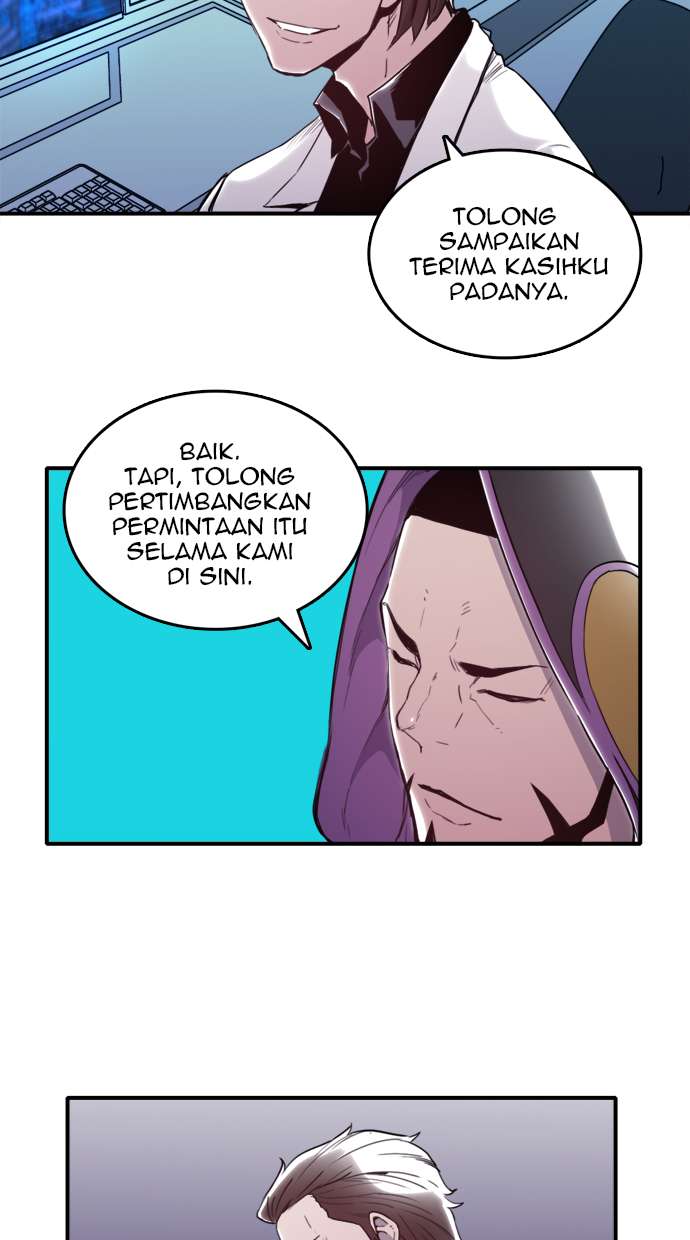 TOLONG
SAMPAIKAN
TERIMA KASIHKU
PADANYA.
BAIK.
TAPI, TOLONG
PERTIMBANGKAN
PERMINTAAN ITU
SELAMA KAMI
DI SINI.